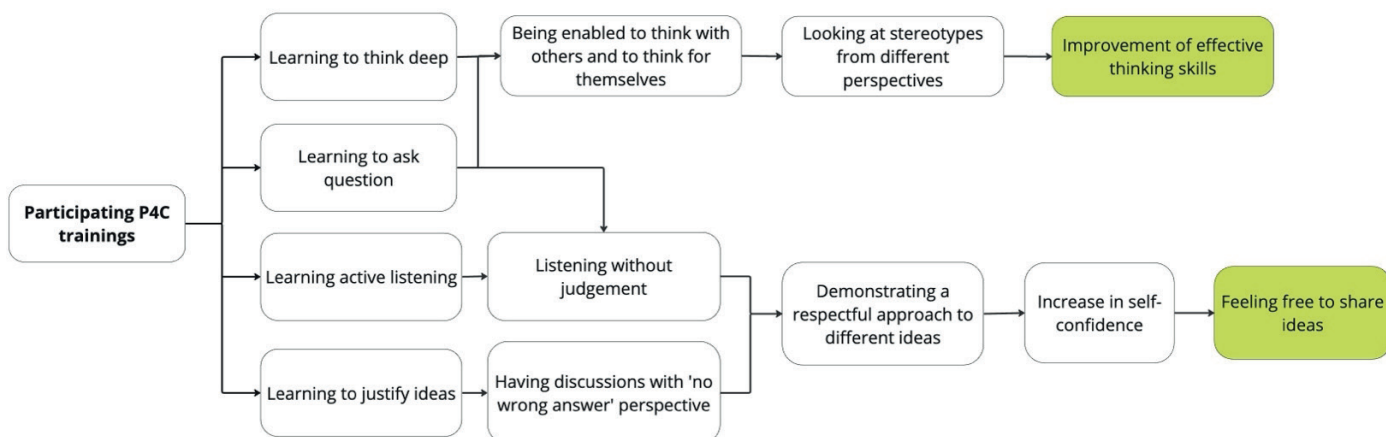 Learning to think deep
Being enabled to think with
others and to think for
themselves
Looking at stereotypes
from different
perspectives
Improvement of effective
thinking skills
Learning to ask
question
Participating P4C
trainings
Learning active listening
Listening without
judgement
Demonstrating a
respectful approach to
different ideas
Increase in self-
confidence
Feeling free to share
ideas
Learning to justify ideas
Having discussions with 'no
wrong answer' perspective